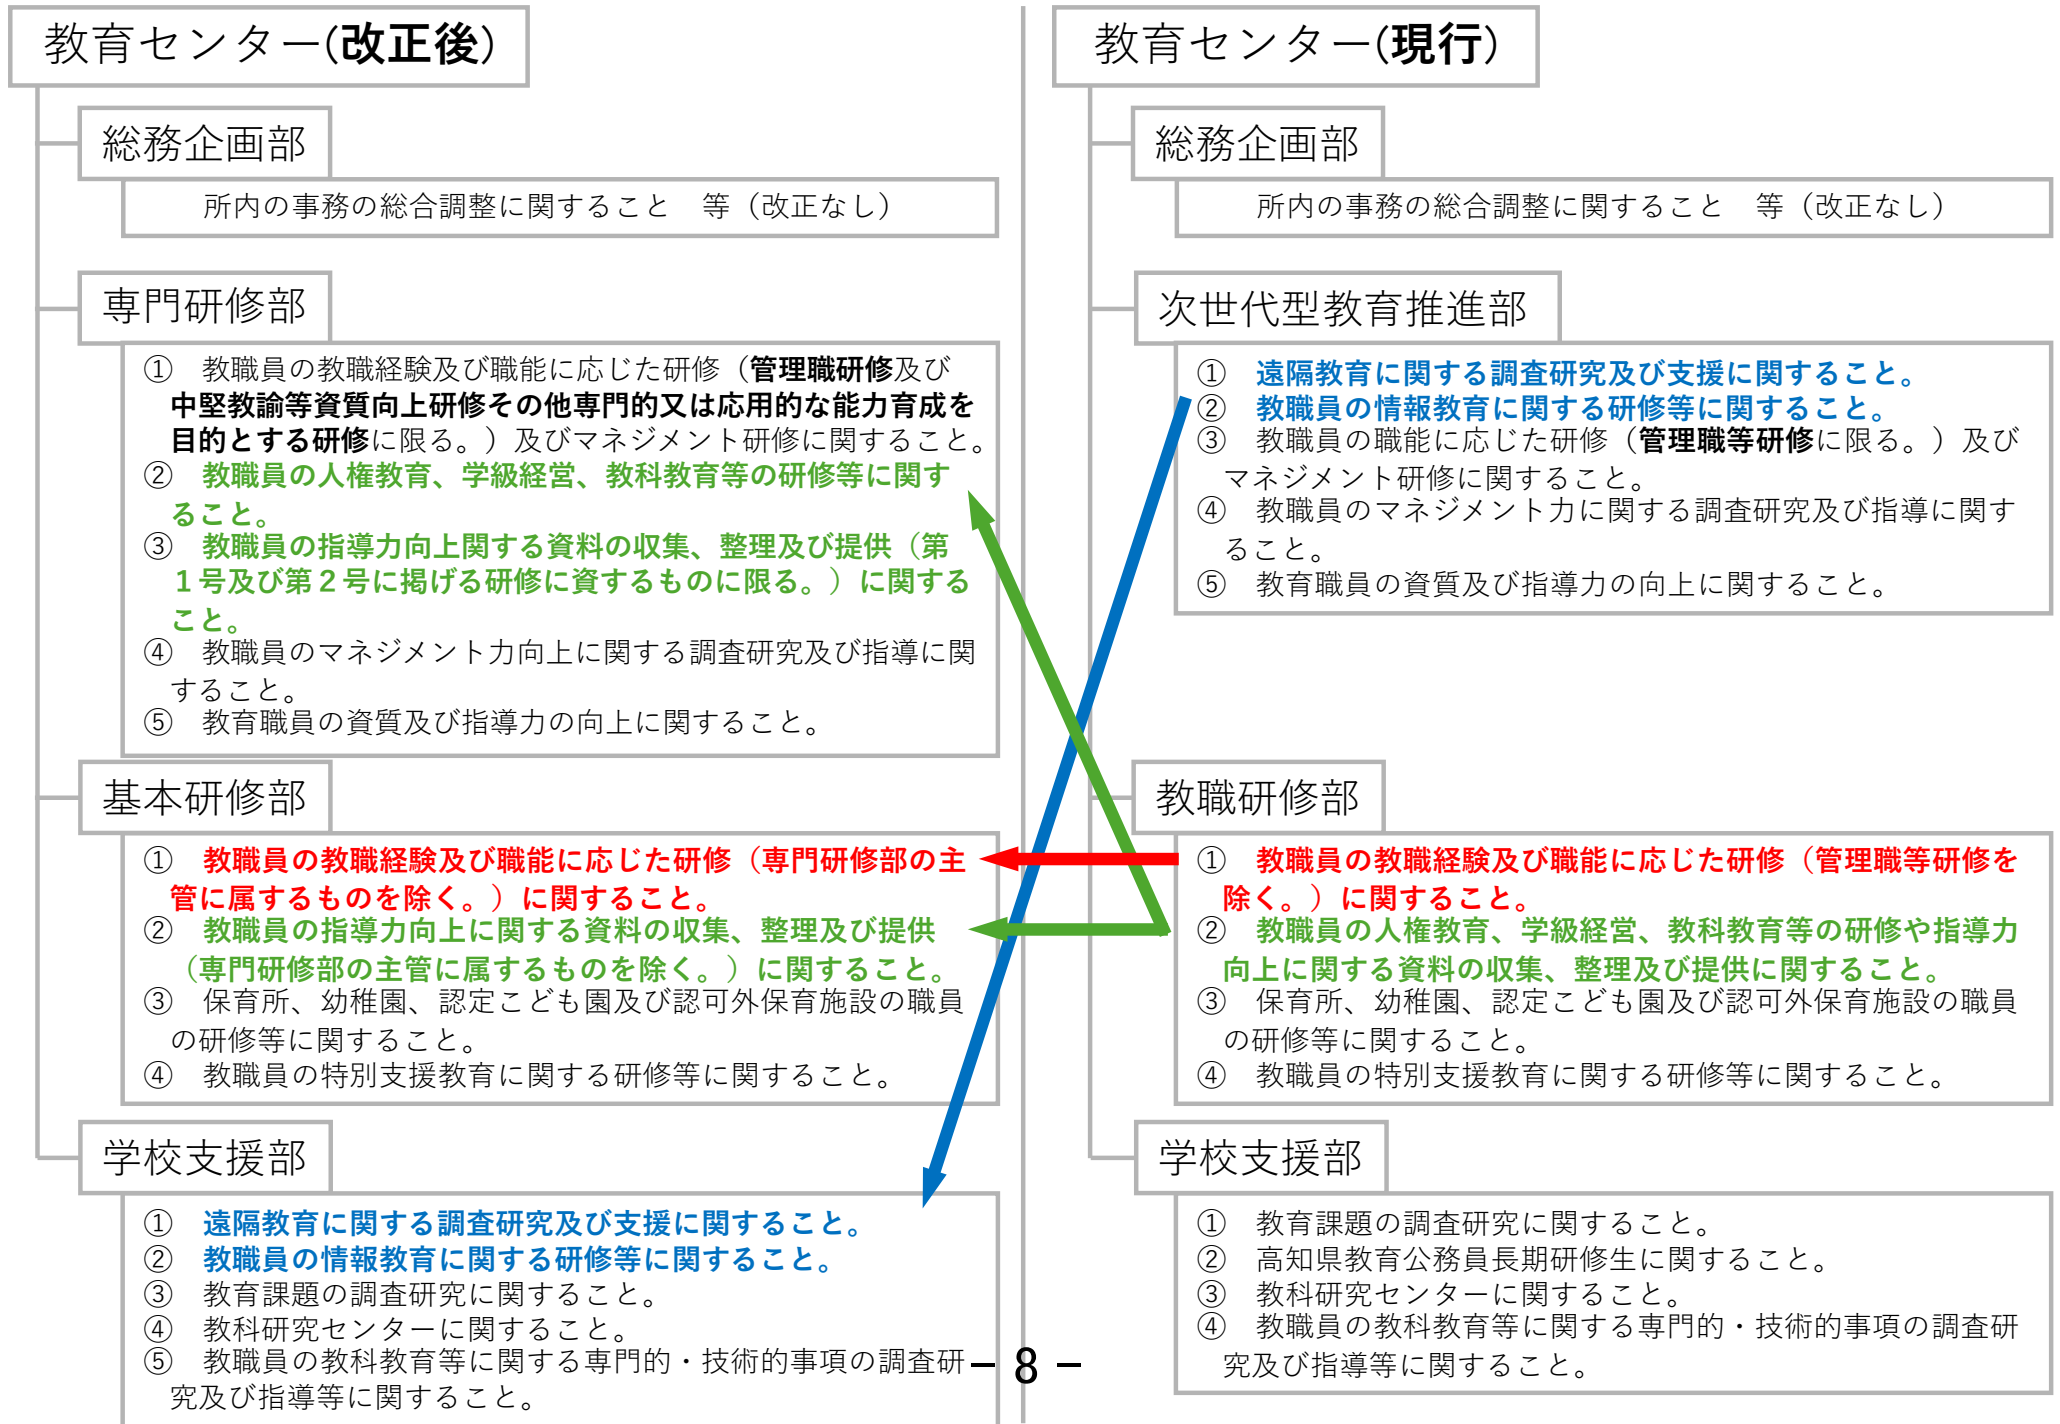 教育センター(改正後)
総務企画部
所内の事務の総合調整に関すること　等（改正なし）
専門研修部
①　教職員の教職経験及び職能に応じた研修（管理職研修及び
中堅教諭等資質向上研修その他専門的又は応用的な能力育成を
目的とする研修に限る。）及びマネジメント研修に関すること。
②　教職員の人権教育、学級経営、教科教育等の研修等に関す
ること。
③　教職員の指導力向上関する資料の収集、整理及び提供（第
１号及び第２号に掲げる研修に資するものに限る。）に関する
こと。
④　教職員のマネジメント力向上に関する調査研究及び指導に関
すること。
⑤　教育職員の資質及び指導力の向上に関すること。
基本研修部
①　教職員の教職経験及び職能に応じた研修（専門研修部の主
管に属するものを除く。）に関すること。
②　教職員の指導力向上に関する資料の収集、整理及び提供
（専門研修部の主管に属するものを除く。）に関すること。
③　保育所、幼稚園、認定こども園及び認可外保育施設の職員
の研修等に関すること。
④　教職員の特別支援教育に関する研修等に関すること。
学校支援部
①　遠隔教育に関する調査研究及び支援に関すること。
②　教職員の情報教育に関する研修等に関すること。
③　教育課題の調査研究に関すること。
④　教科研究センターに関すること。
⑤　教職員の教科教育等に関する専門的・技術的事項の調査研
究及び指導等に関すること。
教育センター(現行)
総務企画部
所内の事務の総合調整に関すること　等（改正なし）
次世代型教育推進部
①　遠隔教育に関する調査研究及び支援に関すること。
②　教職員の情報教育に関する研修等に関すること。
③　教職員の職能に応じた研修（管理職等研修に限る。）及び
マネジメント研修に関すること。
④　教職員のマネジメント力に関する調査研究及び指導に関す
ること。
⑤　教育職員の資質及び指導力の向上に関すること。
教職研修部
①　教職員の教職経験及び職能に応じた研修（管理職等研修を
除く。）に関すること。
②　教職員の人権教育、学級経営、教科教育等の研修や指導力
向上に関する資料の収集、整理及び提供に関すること。
③　保育所、幼稚園、認定こども園及び認可外保育施設の職員
の研修等に関すること。
④　教職員の特別支援教育に関する研修等に関すること。
学校支援部
①　教育課題の調査研究に関すること。
②　高知県教育公務員長期研修生に関すること。
③　教科研究センターに関すること。
④　教職員の教科教育等に関する専門的・技術的事項の調査研
究及び指導等に関すること。
− 8 −